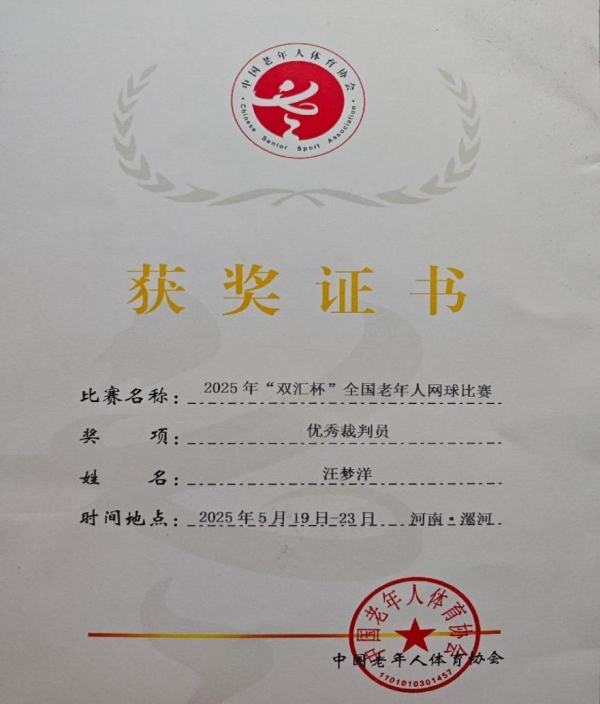 中国老年人体育协会
·Chinese Senior Sport Association·
获奖证书
比赛名称：2025年“双汇杯”全国老年人网球比赛
奖项：优秀裁判员
姓名：汪梦洋
时间地点：2025年5月19日-23日 河南·漯河
中国老年人体育协会
1101010301457
中国老年人体育协会